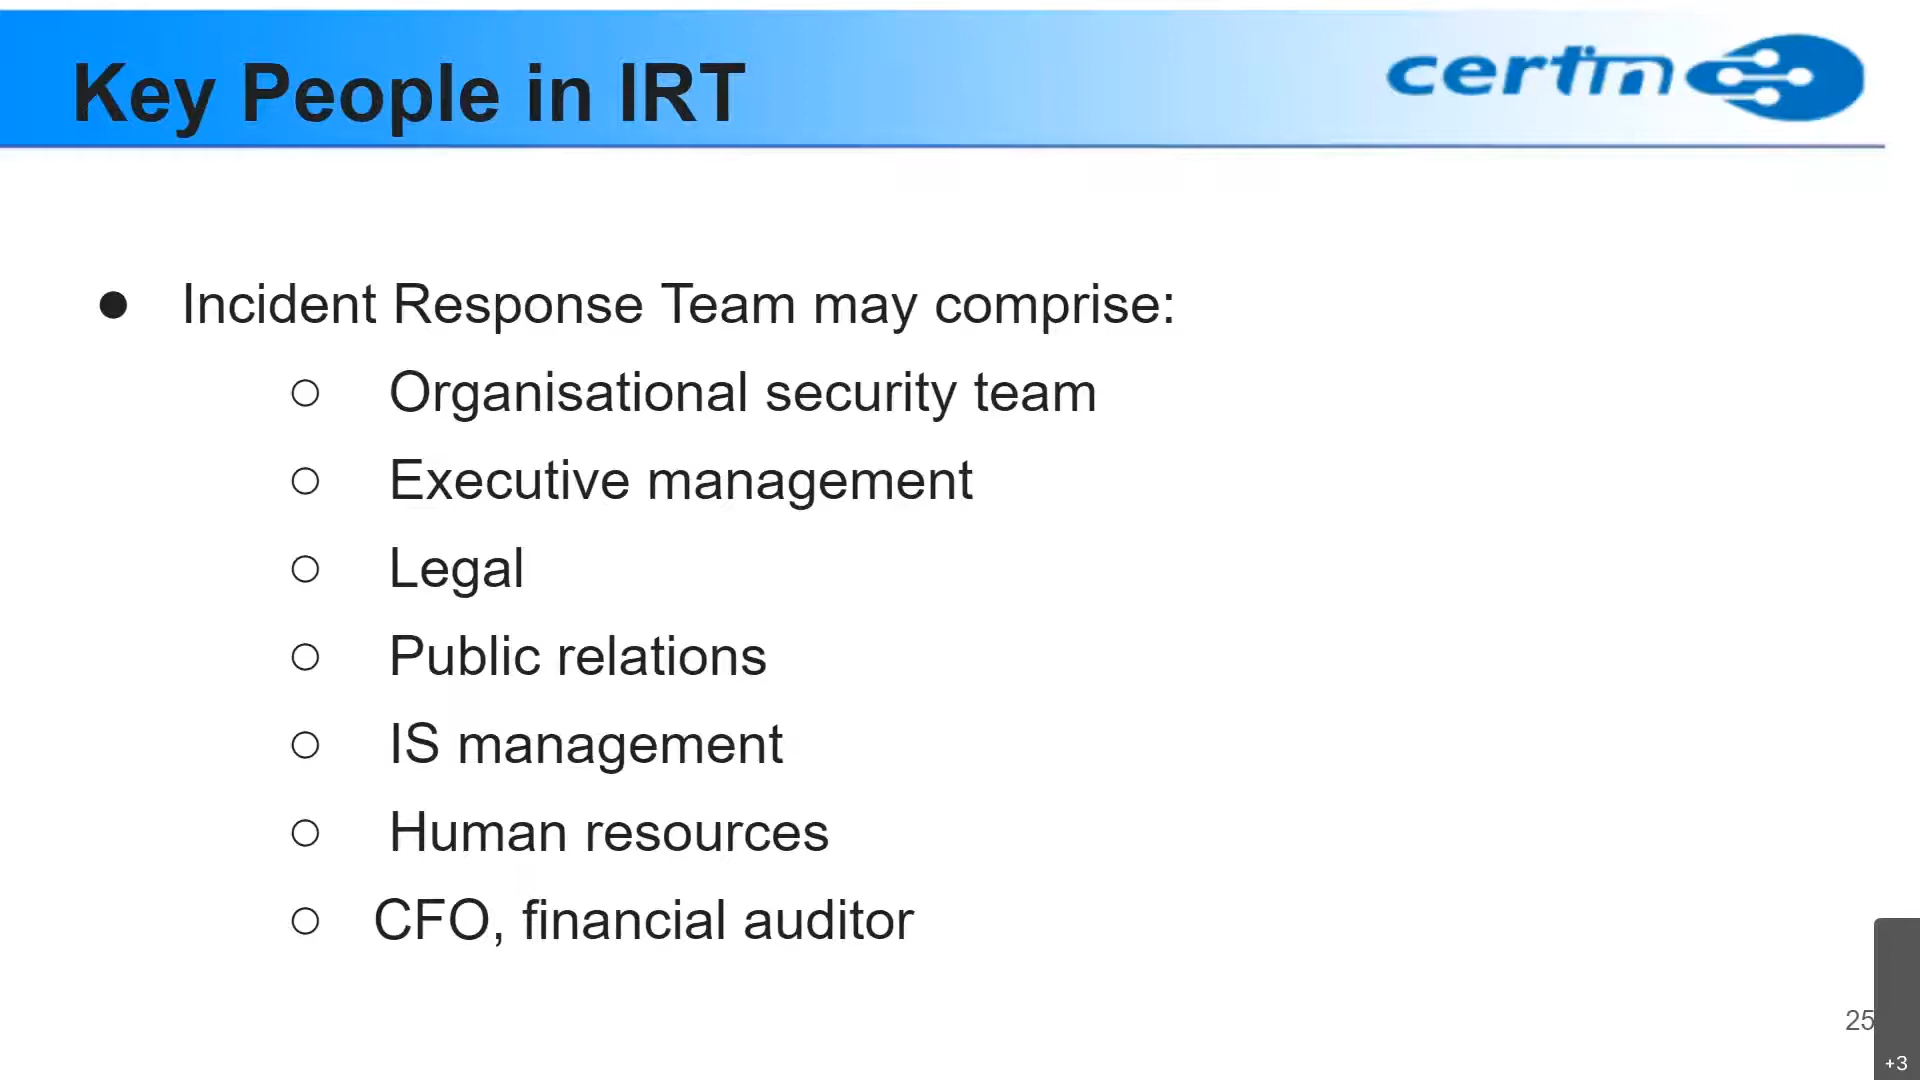 Key People in IRT
certin
● Incident Response Team may comprise:
○ Organisational security team
○ Executive management
○ Legal
○ Public relations
○ IS management
○ Human resources
○ CFO, financial auditor
25
+3